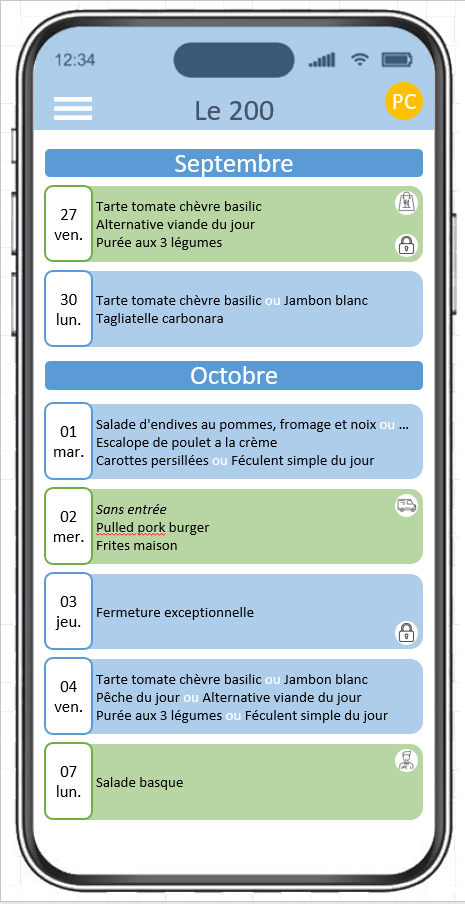 12:34
Le 200
PC
Septembre
27
ven.
Tarte tomate chèvre basilic
Alternative viande du jour
Purée aux 3 légumes
30
lun.
Tarte tomate chèvre basilic ou Jambon blanc
Tagliatelle carbonara
Octobre
01
mar.
Salade d'endives au pommes, fromage et noix ou ...
Escalope de poulet a la crème
Carottes persillées ou Féculent simple du jour
02
mer.
Sans entrée
Pulled pork burger
Frites maison
03
jeu.
Fermeture exceptionnelle
04
ven.
Tarte tomate chèvre basilic ou Jambon blanc
Pêche du jour ou Alternative viande du jour
Purée aux 3 légumes ou Féculent simple du jour
07
lun.
Salade basque